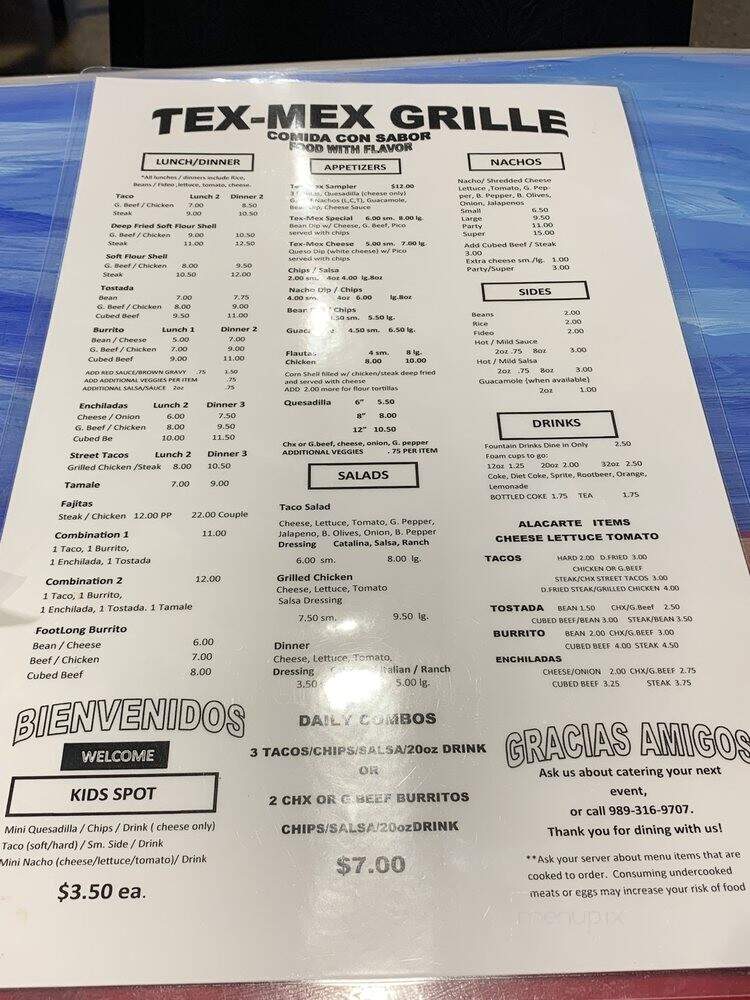 TEX-MEX GRILLE
COMIDA CON SABOR
FOOD WITH FLAVOR
LUNCH/DINNER
*All lunches / dinners include Rice,
Beans / Fideo ,lettuce, tomato, cheese.
Taco Lunch 2 Dinner 2
G. Beef / Chicken 7.00 8.50
Steak 9.00 10.50
Deep Fried Soft Flour Shell
G. Beef / Chicken 9.00 10.50
Steak 11.00 12.50
Soft Flour Shell
G. Beef / Chicken 8.00 9.50
Steak 10.50 12.00
Tostada
Bean 7.00 7.75
G. Beef / Chicken 8.00 9.00
Cubed Beef 9.50 11.00
Burrito Lunch 1 Dinner 2
Bean / Cheese 5.00 7.00
G. Beef / Chicken 7.00 9.00
Cubed Beef 9.00 11.00
ADD RED SAUCE/BROWN GRAVY .75 1.50
ADD ADDITIONAL VEGGIES PER ITEM .75
ADDITIONAL SALSA/SAUCE 2oz .75
Enchiladas Lunch 2 Dinner 3
Cheese / Onion 6.00 7.50
G. Beef / Chicken 8.00 9.50
Cubed Be 10.00 11.50
Street Tacos Lunch 2 Dinner 3
Grilled Chicken /Steak 8.00 10.50
Tamale 7.00 9.00
Fajitas
Steak / Chicken 12.00 PP 22.00 Couple
Combination 1 11.00
1 Taco, 1 Burrito,
1 Enchilada, 1 Tostada
Combination 2 12.00
1 Taco, 1 Burrito,
1 Enchilada, 1 Tostada. 1 Tamale
FootLong Burrito
Bean / Cheese 6.00
Beef / Chicken 7.00
Cubed Beef 8.00
BIENVENIDOS
WELCOME
KIDS SPOT
Mini Quesadilla / Chips / Drink ( cheese only)
Taco (soft/hard) / Sm. Side / Drink
Mini Nacho (cheese/lettuce/tomato)/ Drink
$3.50 ea.
APPETIZERS
Sampler $12.00
Quesadilla (cheese only)
Nachos (L,C,T), Guacamole,
Dip, Cheese Sauce
Tex-Mex Special 6.00 sm. 8.00 lg.
Bean Dip w/ Cheese, G. Beef, Pico
served with chips
Tex-Mex Cheese 5.00 sm. 7.00 lg.
Queso Dip (white cheese) w/ Pico
served with chips
Chips / Salsa
2.00 sm. 4oz 4.00 lg.8oz
Nacho Dip / Chips
4.00 sm. 4oz 6.00 lg.8oz
Bean / Chips
sm. 5.50 lg.
4.50 sm. 6.50 lg.
4 sm. 8 lg.
Chicken 8.00 10.00
Corn Shell filled w/ chicken/steak deep fried
and served with cheese
ADD 2.00 more for flour tortillas
Quesadilla 6" 5.50
8" 8.00
12" 10.50
Chx or G.beef, cheese, onion, G. pepper
ADDITIONAL VEGGIES . 75 PER ITEM
SALADS
Taco Salad
Cheese, Lettuce, Tomato, G. Pepper,
Jalapeno, B. Olives, Onion, B. Pepper
Dressing Catalina, Salsa, Ranch
6.00 sm. 8.00 lg.
Grilled Chicken
Cheese, Lettuce, Tomato
Salsa Dressing
7.50 sm. 9.50 lg.
Dinner
Cheese, Lettuce, Tomato,
Dressing Italian / Ranch
3.50 5.00 lg.
DAILY COMBOS
3 TACOS/CHIPS/SALSA/20oz DRINK
OR
2 CHX OR G.BEEF BURRITOS
CHIPS/SALSA/20ozDRINK
$7.00
NACHOS
Nacho/ Shredded Cheese
Lettuce ,Tomato, G. Pep-
per, B. Pepper, B. Olives,
Onion, Jalapenos
Small 6.50
Large 9.50
Party 11.00
Super 15.00
Add Cubed Beef / Steak
3.00
Extra cheese sm./lg. 1.00
Party/Super 3.00
SIDES
Beans 2.00
Rice 2.00
Fideo 2.00
Hot / Mild Sauce
2oz .75 8oz 3.00
Hot / Mild Salsa
2oz .75 8oz 3.00
Guacamole (when available)
2oz 1.00
DRINKS
Fountain Drinks Dine in Only 2.50
Foam cups to go:
12oz 1.25 20oz 2.00 32oz 2.50
Coke, Diet Coke, Sprite, Rootbeer, Orange,
Lemonade
BOTTLED COKE 1.75 TEA 1.75
ALACARTE ITEMS
CHEESE LETTUCE TOMATO
TACOS HARD 2.00 D.FRIED 3.00
CHICKEN OR G.BEEF
STEAK/CHX STREET TACOS 3.00
D.FRIED STEAK/GRILLED CHICKEN 4.00
TOSTADA BEAN 1.50 CHX/G.Beef 2.50
CUBED BEEF/BEAN 3.00 STEAK/BEAN 3.50
BURRITO BEAN 2.00 CHX/G.BEEF 3.00
CUBED BEEF 4.00 STEAK 4.50
ENCHILADAS
CHEESE/ONION 2.00 CHX/G.BEEF 2.75
CUBED BEEF 3.25 STEAK 3.75
GRACIAS AMIGOS
Ask us about catering your next
event,
or call 989-316-9707.
Thank you for dining with us!
**Ask your server about menu items that are
cooked to order. Consuming undercooked
meats or eggs may increase your risk of food
menupix